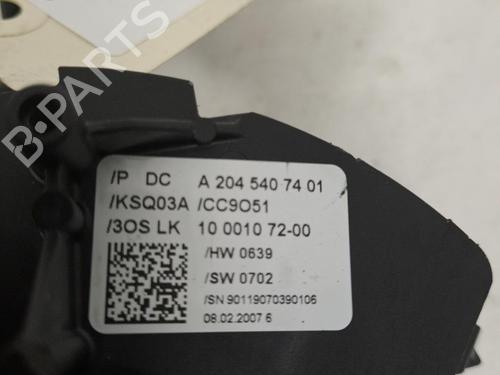 B-PARTS
/P DC A 204 540 74 01
/KSQ03A /CC9O51
/3OS LK 10 0010 72-00
/HW 0639
/SW 0702
/SN 90119070390106
08.02.2007 6